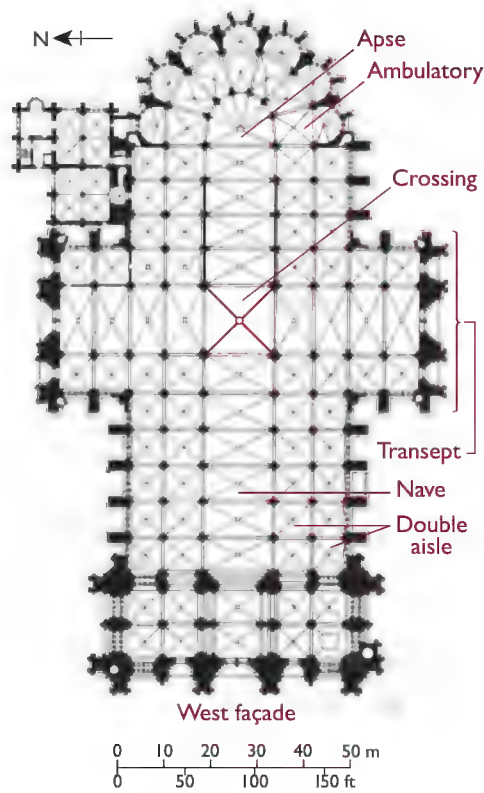 N
Apse
Ambulatory
Crossing
Transept
Nave
Double
aisle
West façade
0 10 20 30 40 50 m
0 50 100 150 ft